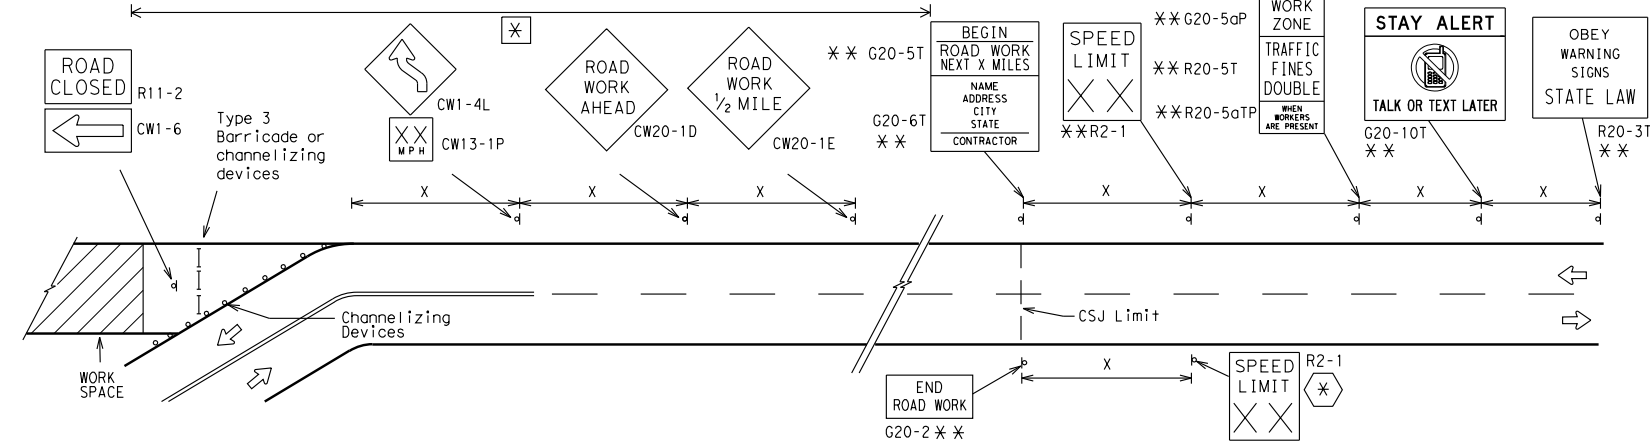 ROAD
CLOSED
R11-2
CW1-6
Type 3
Barricade or
channelizing
devices
*
CW1-4L
XX
MPH
CW13-1P
ROAD
WORK
AHEAD
CW20-1D
ROAD
WORK
1/2 MILE
CW20-1E
** G20-5T
BEGIN
ROAD WORK
NEXT X MILES
NAME
ADDRESS
CITY
STATE
CONTRACTOR
G20-6T
**
SPEED
LIMIT
XX
**R2-1
**G20-5aP
**R20-5T
**R20-5aTP
WORK
ZONE
TRAFFIC
FINES
DOUBLE
WHEN
WORKERS
ARE PRESENT
STAY ALERT
TALK OR TEXT LATER
G20-10T
**
OBEY
WARNING
SIGNS
STATE LAW
R20-3T
**
X
X
X
X
X
X
X
Channelizing
Devices
CSJ Limit
WORK
SPACE
X
END
ROAD WORK
G20-2 **
SPEED
LIMIT
XX
R2-1
*